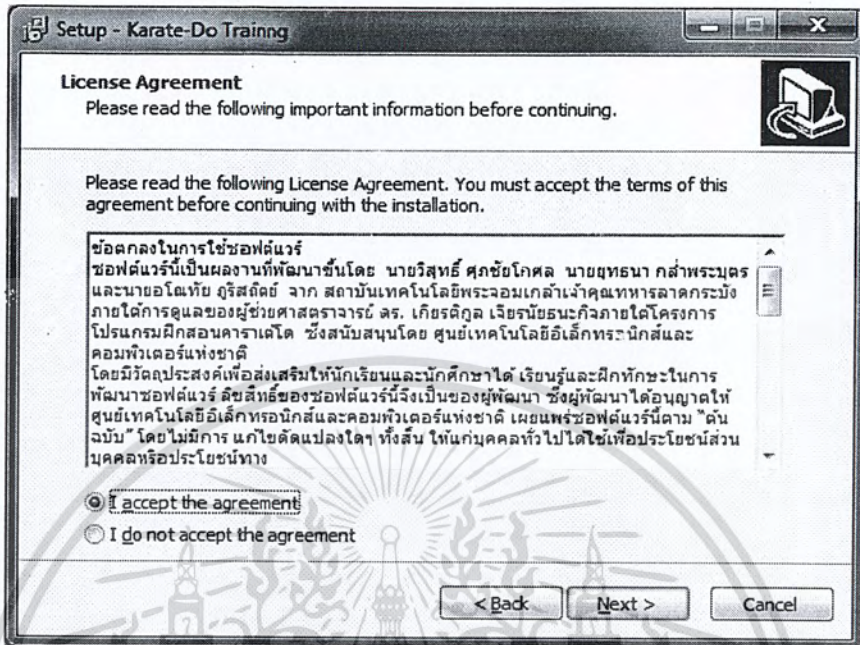 Setup - Karate-Do Trainng
License Agreement
Please read the following important information before continuing.
Please read the following License Agreement. You must accept the terms of this
agreement before continuing with the installation.
ข้อตกลงในการใช้ซอฟต์แวร์
ซอฟต์แวร์นี้เป็นผลงานที่พัฒนาขึ้นโดย นายวิสุทธิ์ ศุภชัยโกศล นายยุทธนา กล่ำพระบุตร
และนายอโณทัย ภูริสถัตย์ จาก สถาบันเทคโนโลยีพระจอมเกล้าเจ้าคุณทหารลาดกระบัง
ภายใต้การดูแลของผู้ช่วยศาสตราจารย์ ดร. เกียรติกูล เจียรนัยธนะกิจภายใต้โครงการ
โปรแกรมฝึกสอนคาราเต้โด ซึ่งสนับสนุนโดย ศูนย์เทคโนโลยีอิเล็กทรอนิกส์และ
คอมพิวเตอร์แห่งชาติ
โดยมีวัตถุประสงค์เพื่อส่งเสริมให้นักเรียนและนักศึกษาได้ เรียนรู้และฝึกทักษะในการ
พัฒนาซอฟต์แวร์ ลิขสิทธิ์ของซอฟต์แวร์นี้จึงเป็นของผู้พัฒนา ซึ่งผู้พัฒนาได้อนุญาตให้
ศูนย์เทคโนโลยีอิเล็กทรอนิกส์และคอมพิวเตอร์แห่งชาติ เผยแพร่ซอฟต์แวร์นี้ตาม "ต้น
ฉบับ" โดยไม่มีการ แก้ไขดัดแปลงใดๆ ทั้งสิ้น ให้แก่บุคคลทั่วไปได้ใช้เพื่อประโยชน์ส่วน
บุคคลหรือประโยชน์ทาง
I accept the agreement
I do not accept the agreement
< Back
Next >
Cancel